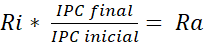 Ri * IPC final / IPC inicial = Ra